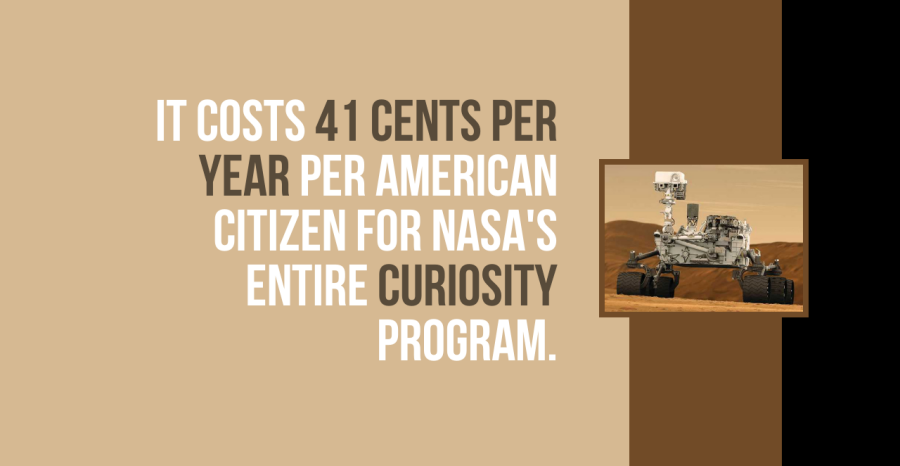 IT COSTS 41 CENTS PER
YEAR PER AMERICAN
CITIZEN FOR NASA'S
ENTIRE CURIOSITY
PROGRAM.